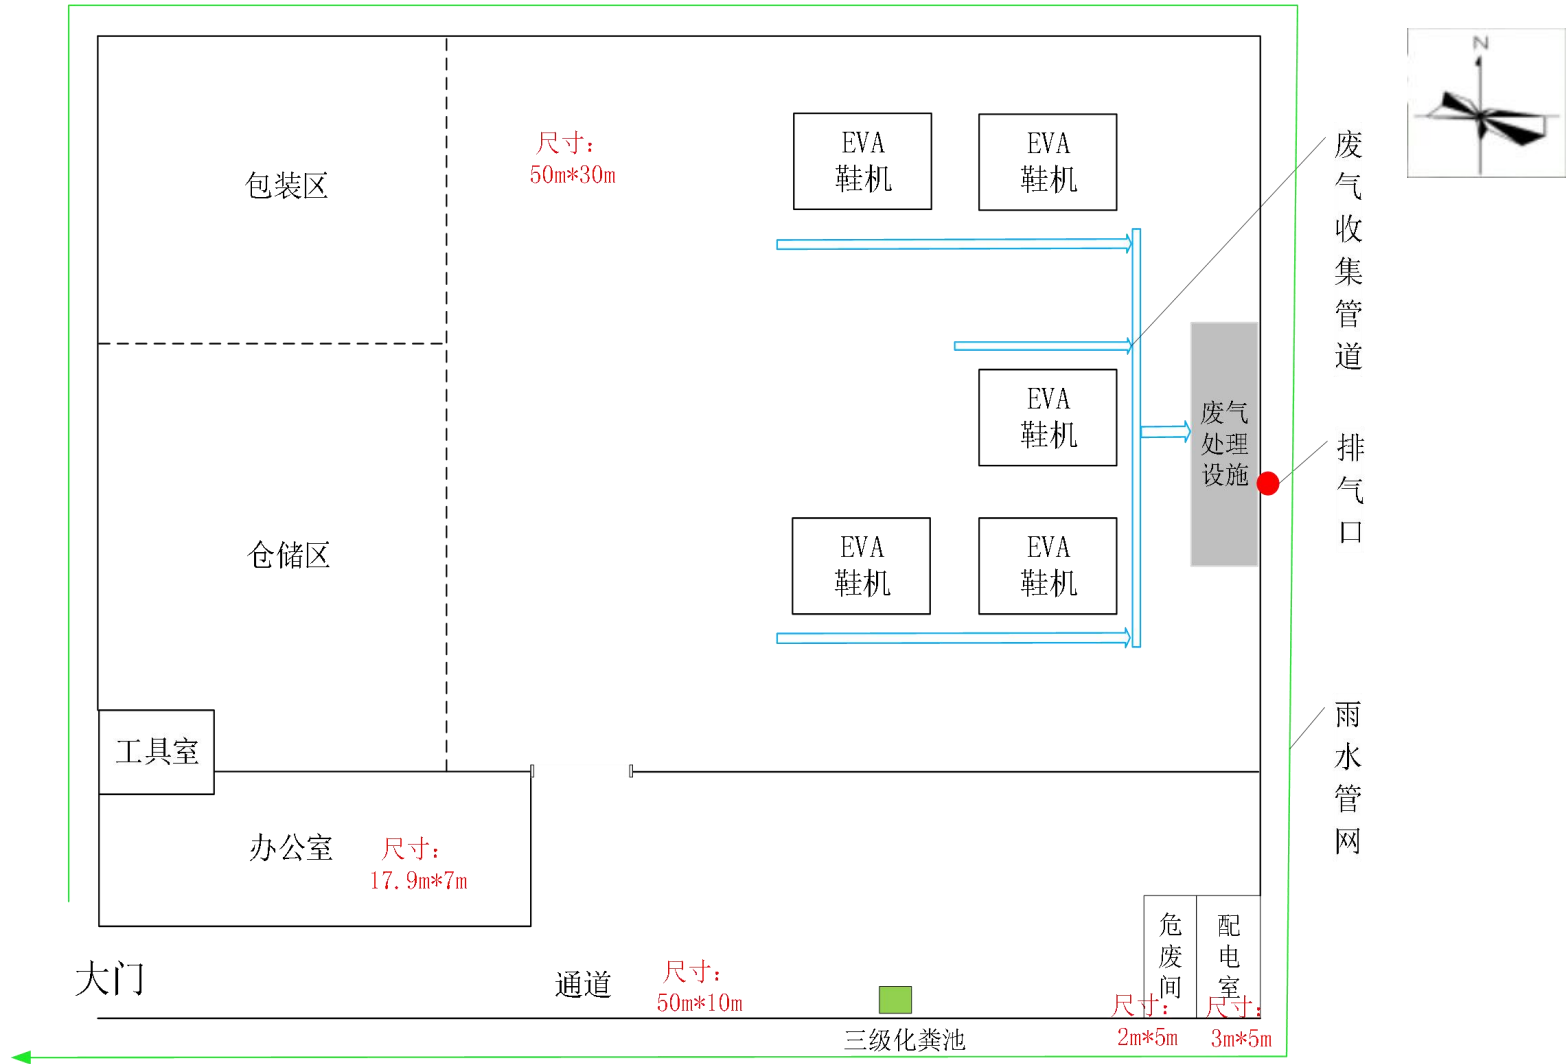 N
尺寸：
50m*30m
包装区
EVA
鞋机
EVA
鞋机
废气收集管道
EVA
鞋机
废气
处理
设施
排气口
仓储区
EVA
鞋机
EVA
鞋机
工具室
雨水管网
办公室
尺寸：
17.9m*7m
大门
通道
尺寸：
50m*10m
三级化粪池
危废间
尺寸：
2m*5m
配电室
尺寸：
3m*5m